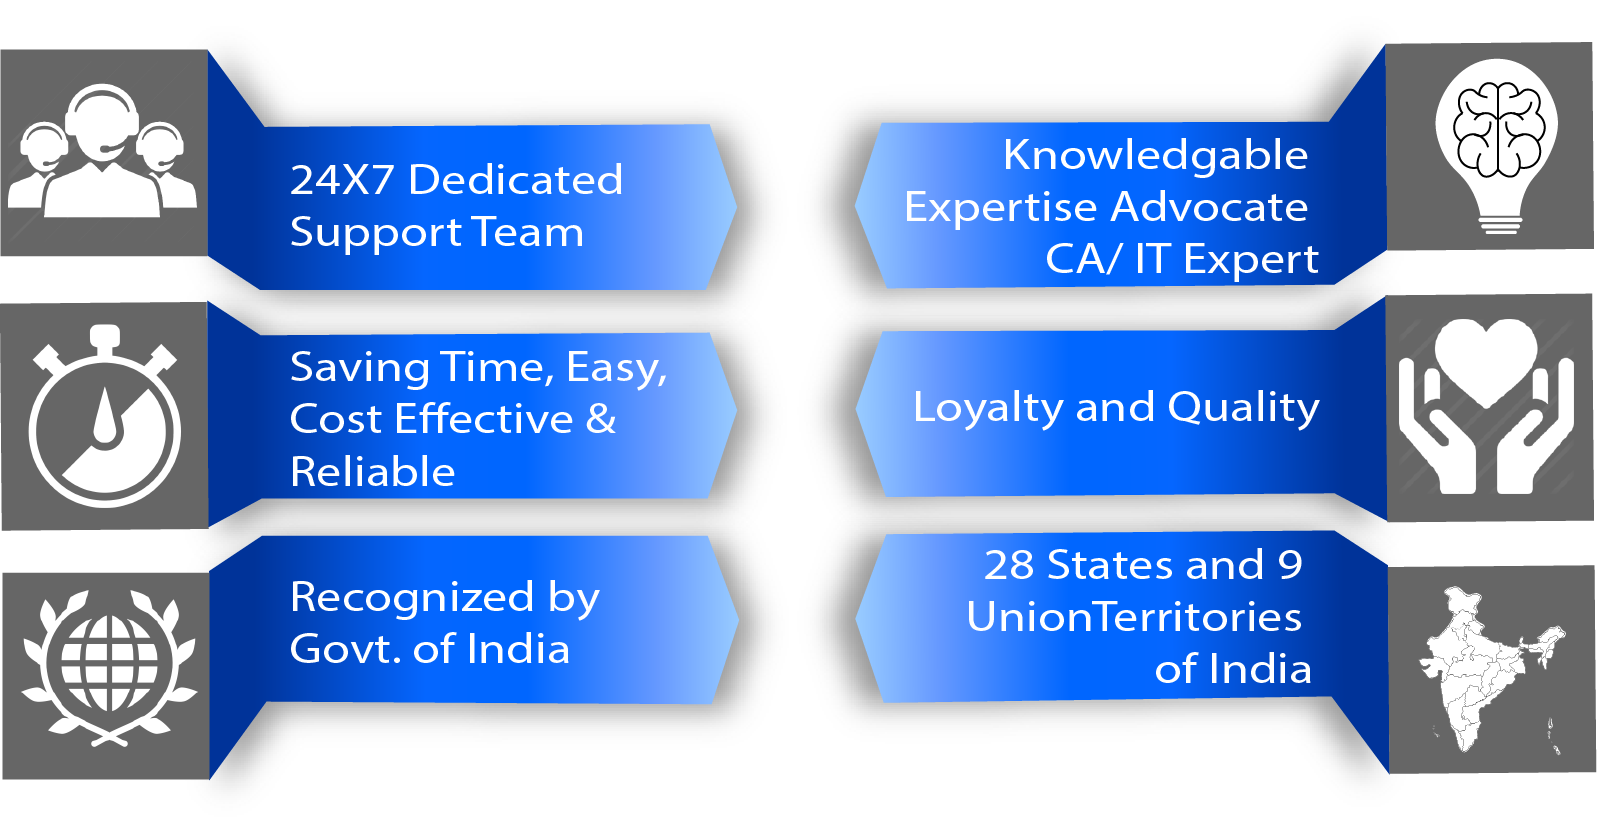 24X7 Dedicated
Support Team
Saving Time, Easy,
Cost Effective &
Reliable
Recognized by
Govt. of India
Knowledgable
Expertise Advocate
CA/ IT Expert
Loyalty and Quality
28 States and 9
UnionTerritories
of India